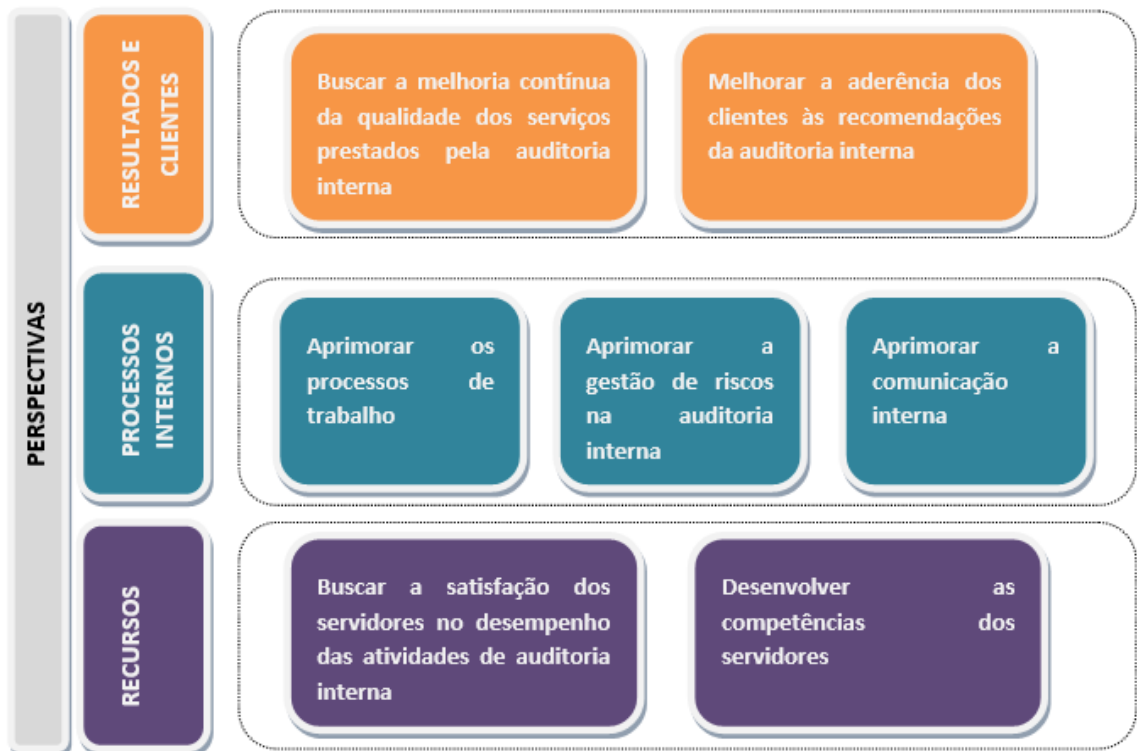 PERSPECTIVAS
RESULTADOS E
CLIENTES
Buscar a melhoria contínua
da qualidade dos serviços
prestados pela auditoria
interna
Melhorar a aderência dos
clientes às recomendações
da auditoria interna
PROCESSOS
INTERNOS
Aprimorar os
processos de
trabalho
Aprimorar a
gestão de riscos
na auditoria
interna
Aprimorar a
comunicação
interna
RECURSOS
Buscar a satisfação dos
servidores no desempenho
das atividades de auditoria
interna
Desenvolver as
competências dos
servidores